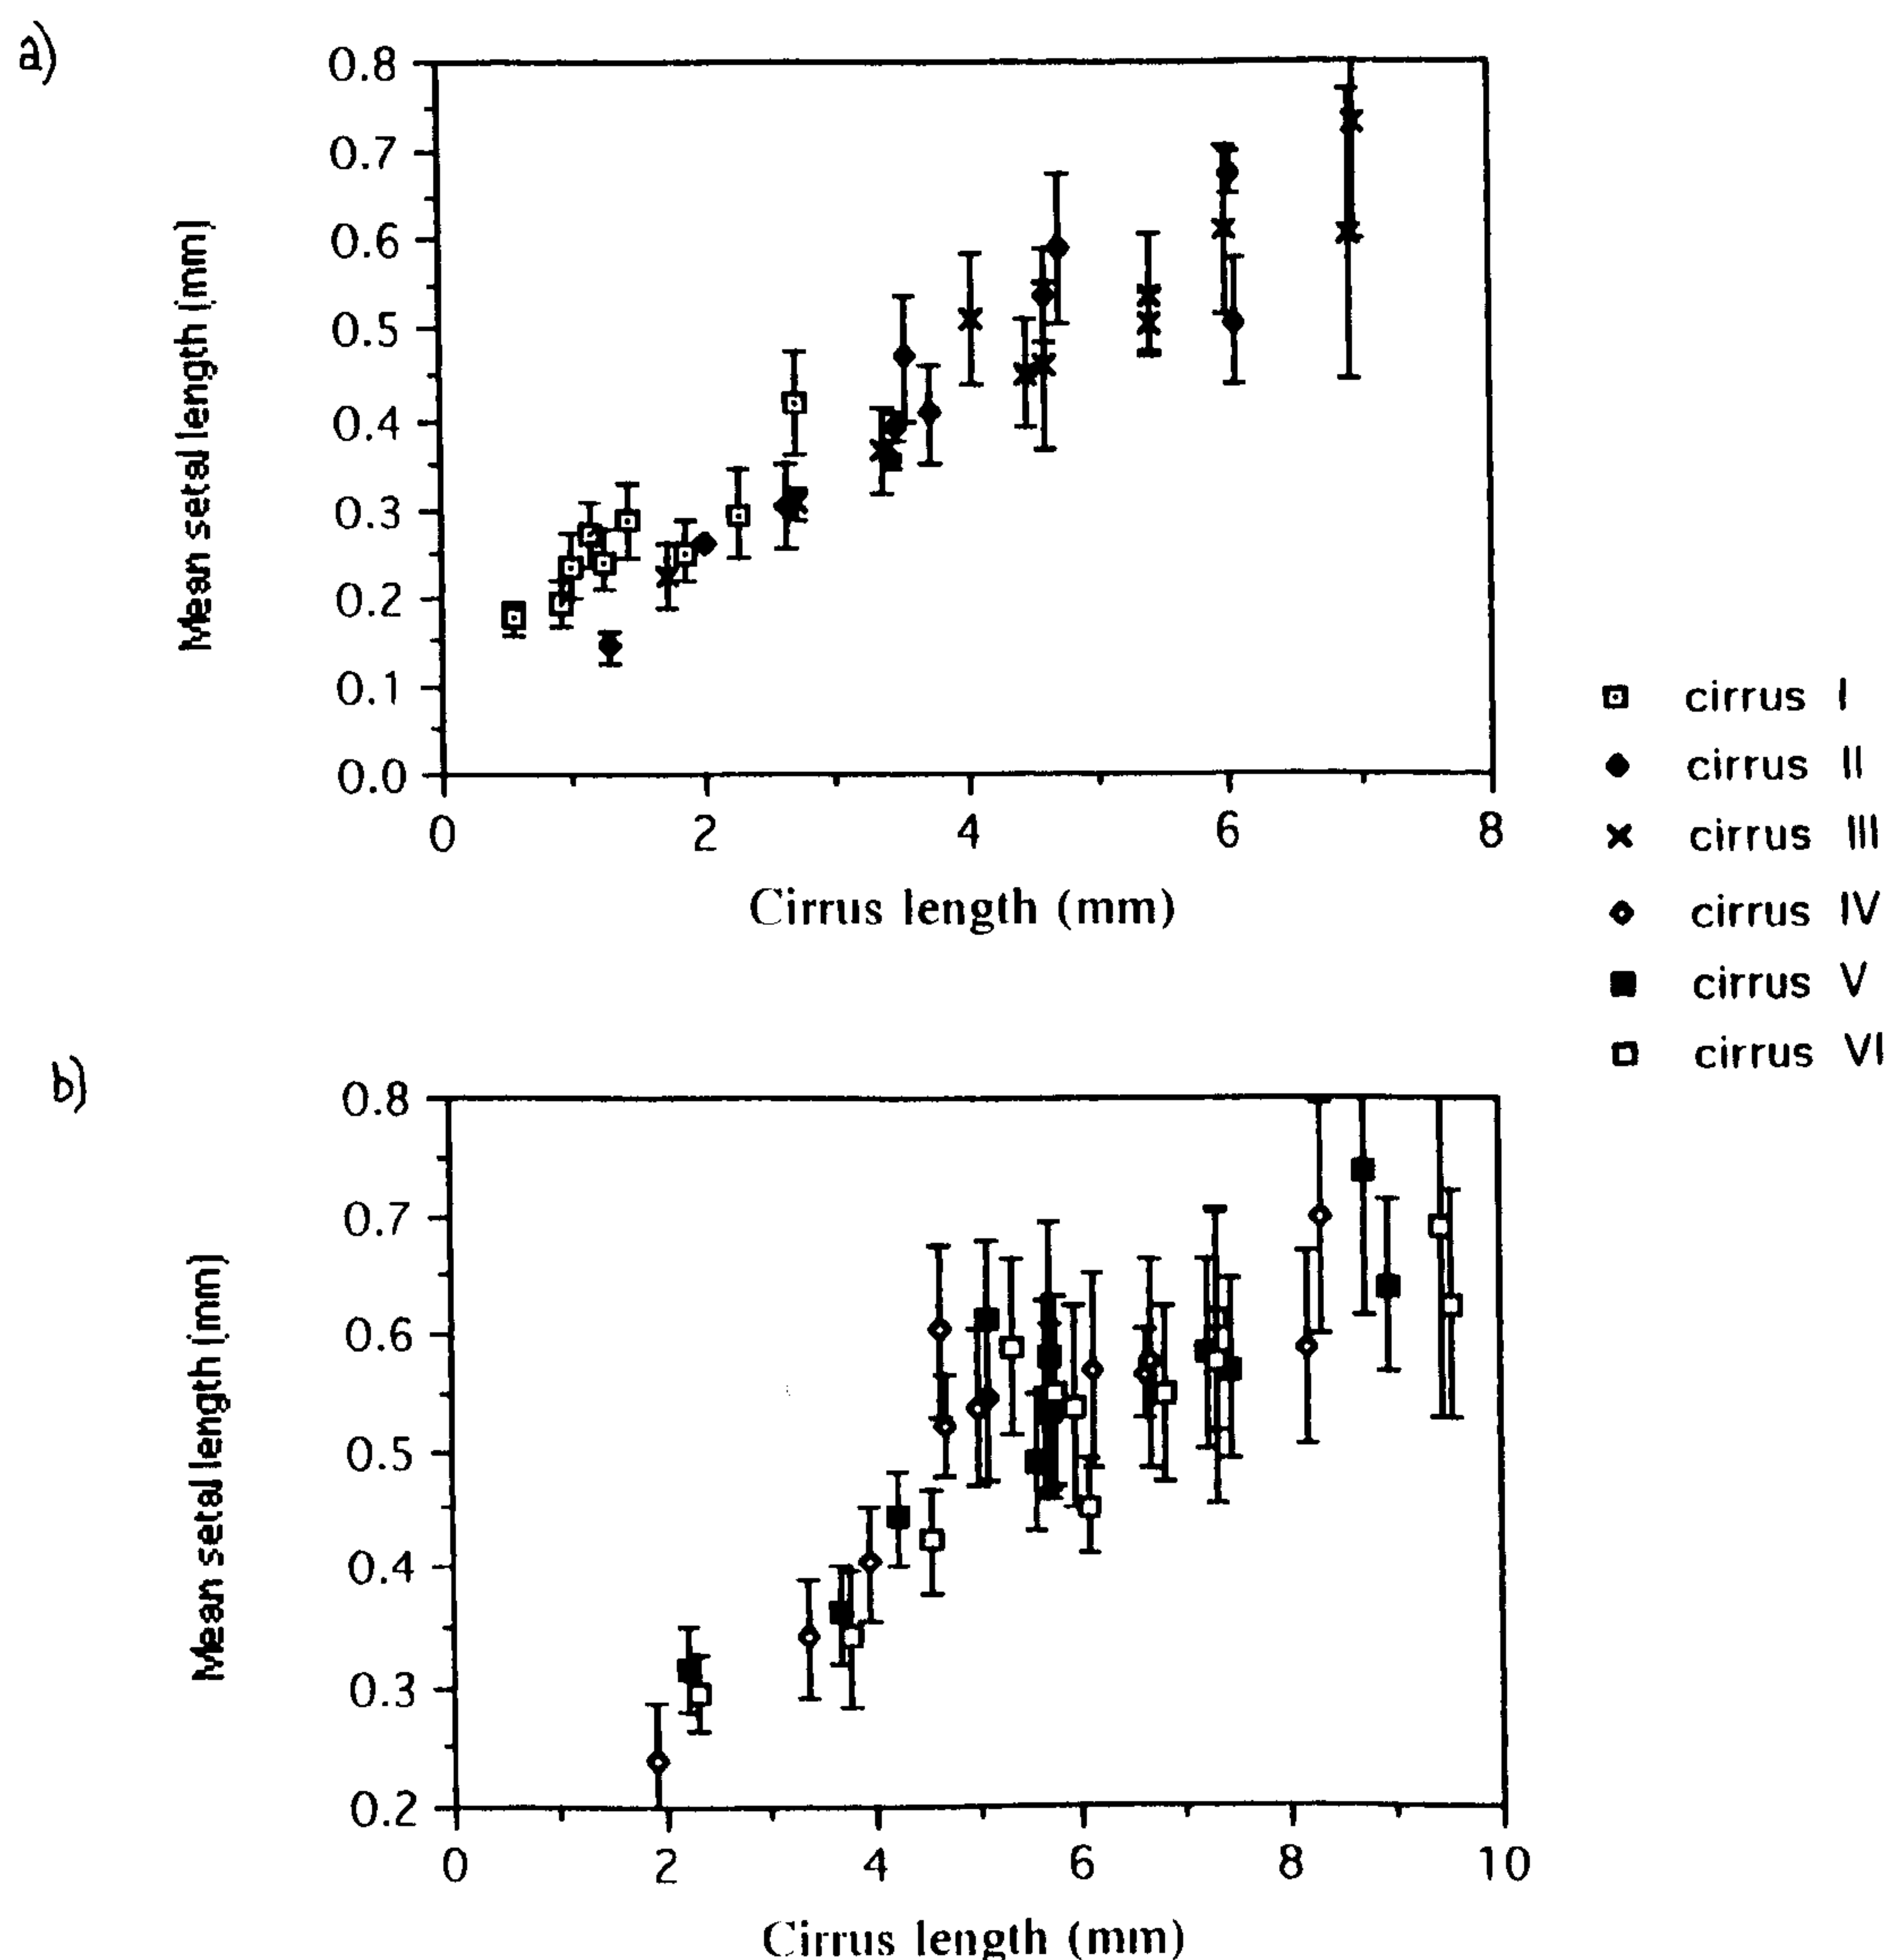 a)
0.8
0.7
0.6
0.5
0.4
0.3
0.2
0.1
0.0
Mean setal length (mm)
0 2 4 6 8
Cirrus length (mm)
cirrus I
cirrus II
cirrus III
cirrus IV
cirrus V
cirrus VI
b)
0.8
0.7
0.6
0.5
0.4
0.3
0.2
Mean setal length (mm)
0 2 4 6 8 10
Cirrus length (mm)